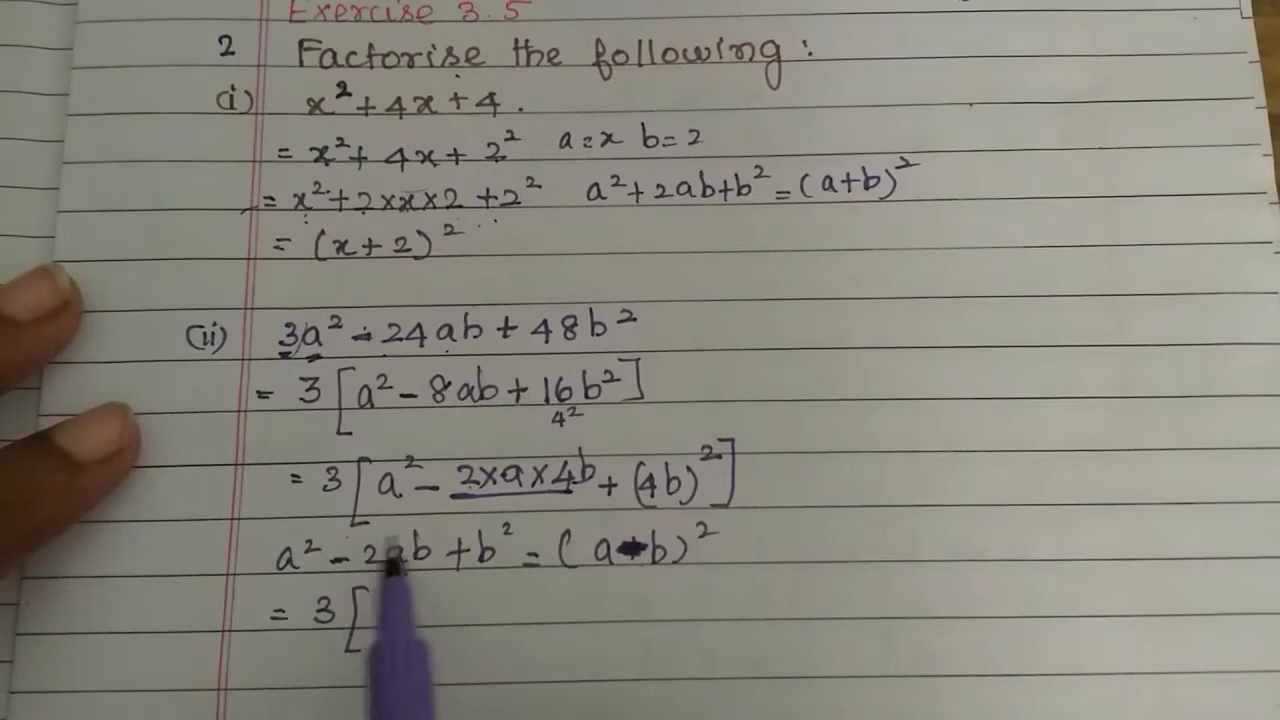 Exercise 3.5
2 Factorise the following :
(i) x² + 4x + 4.
= x² + 4x + 2² a = x b = 2
= x² + 2×x×2 + 2² a² + 2ab + b² = (a+b)²
= (x + 2)²
(ii) 3a² - 24ab + 48b²
= 3 [a² - 8ab + 16b²]
4²
= 3 [a² - 2×a×4b + (4b)²]
a² - 2ab + b² = (a-b)²
= 3 [